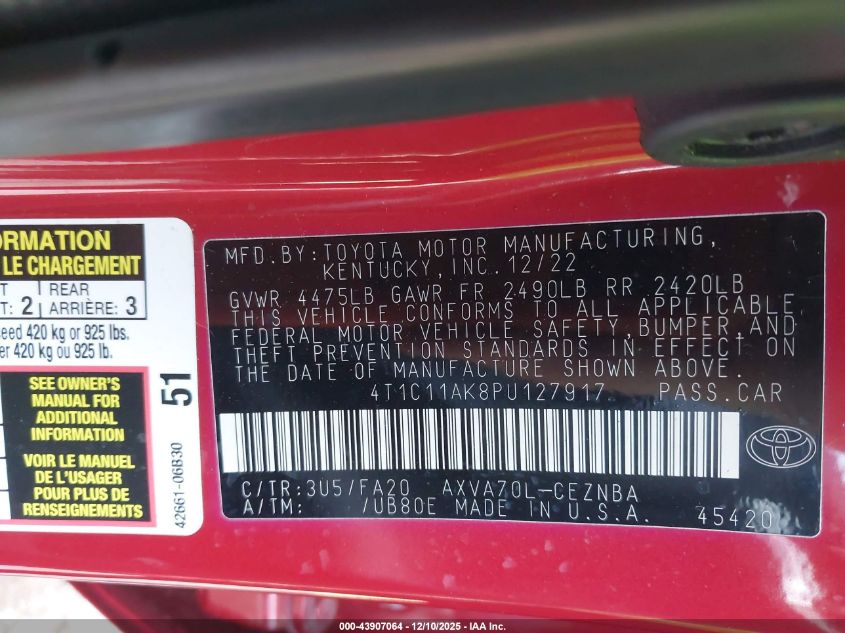 ORMATION
LE CHARGEMENT
T REAR
T: 2 ARRIÈRE: 3
eed 420 kg or 925 lbs.
er 420 kg ou 925 lb.
SEE OWNER'S
MANUAL FOR
ADDITIONAL
INFORMATION
VOIR LE MANUEL
DE L'USAGER
POUR PLUS DE
RENSEIGNEMENTS
51
42661-06B30
MFD.BY:TOYOTA MOTOR MANUFACTURING,
KENTUCKY, INC. 12/22
GVWR 4475LB GAWR FR 2490LB RR 2420LB
THIS VEHICLE CONFORMS TO ALL APPLICABLE
FEDERAL MOTOR VEHICLE SAFETY, BUMPER, AND
THEFT PREVENTION STANDARDS IN EFFECT ON
THE DATE OF MANUFACTURE SHOWN ABOVE.
4T1C11AK8PU127917 PASS.CAR
C/TR:3U5/FA20 AXVA70L-CEZNBA
A/TM: /UB80E MADE IN U.S.A. 45420
000-43907064 - 12/10/2025 - IAA Inc.